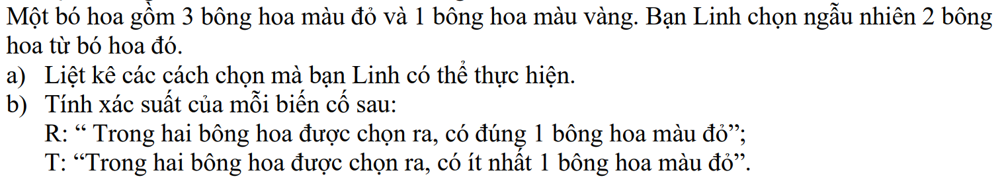 Một bó hoa gồm 3 bông hoa màu đỏ và 1 bông hoa màu vàng. Bạn Linh chọn ngẫu nhiên 2 bông
hoa từ bó hoa đó.
a) Liệt kê các cách chọn mà bạn Linh có thể thực hiện.
b) Tính xác suất của mỗi biến cố sau:
R: “ Trong hai bông hoa được chọn ra, có đúng 1 bông hoa màu đỏ”;
T: “Trong hai bông hoa được chọn ra, có ít nhất 1 bông hoa màu đỏ”.